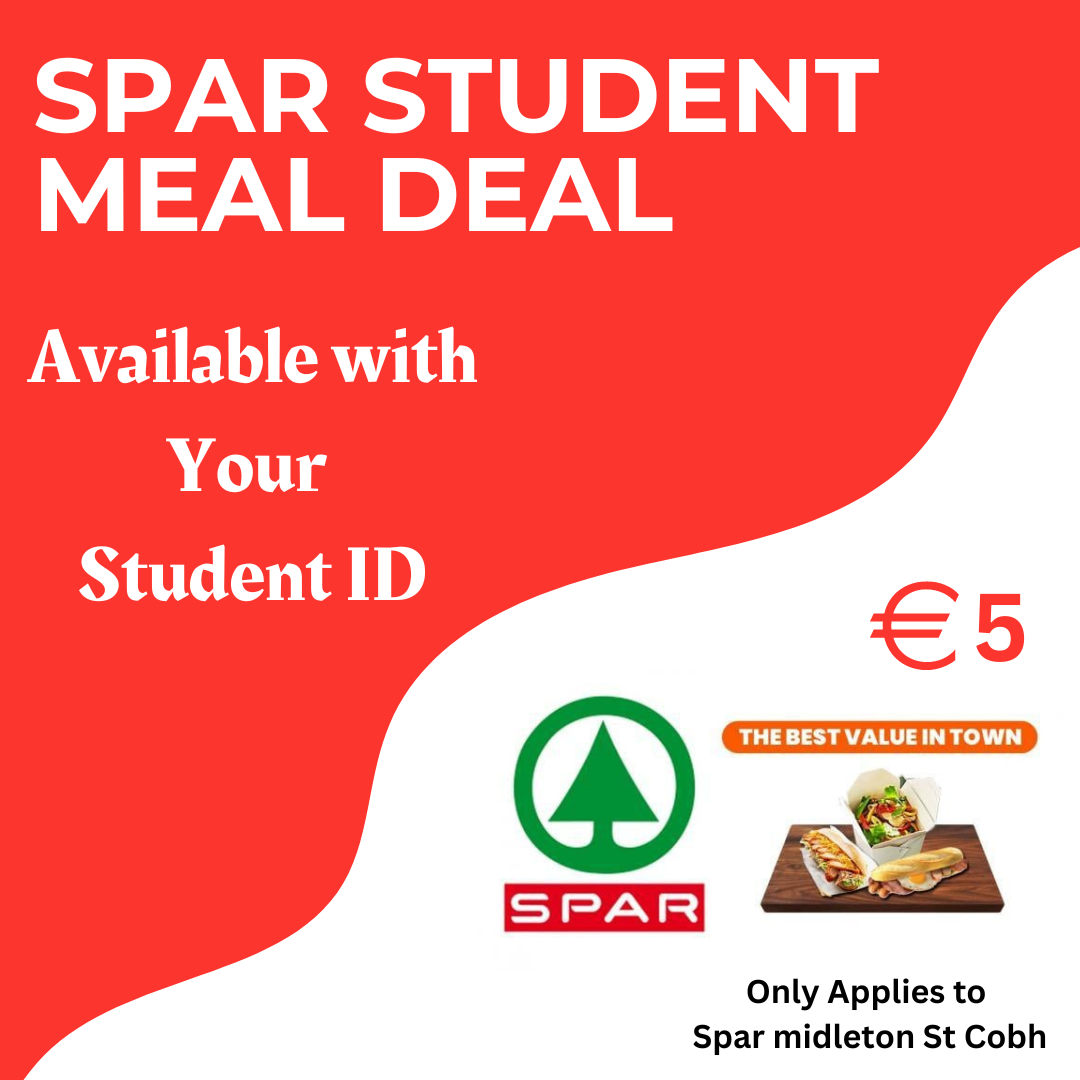 SPAR STUDENT
MEAL DEAL
Available with
Your
Student ID
€5
THE BEST VALUE IN TOWN
SPAR
Only Applies to
Spar midleton St Cobh